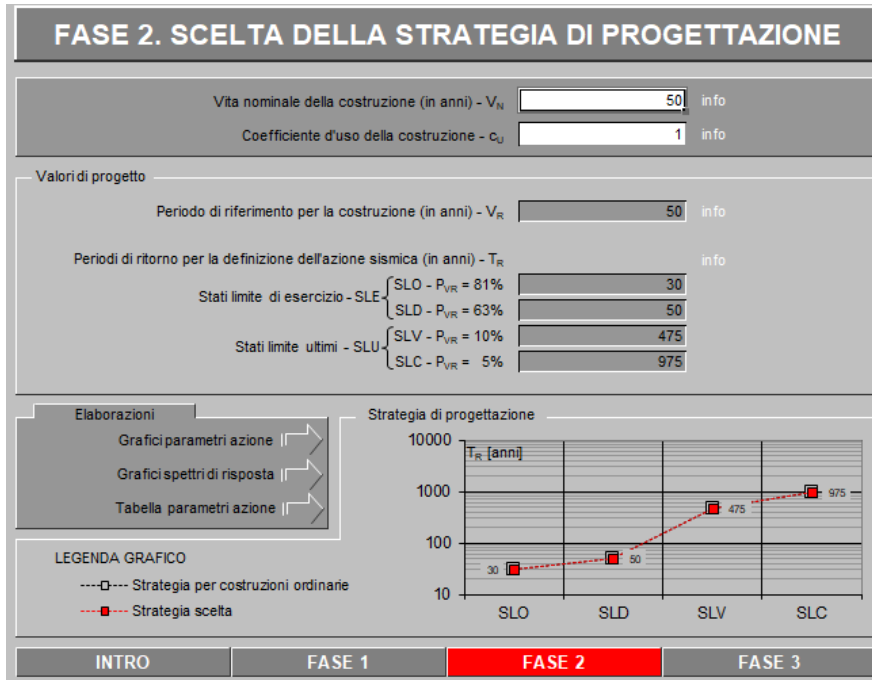 FASE 2. SCELTA DELLA STRATEGIA DI PROGETTAZIONE
Vita nominale della costruzione (in anni) - VN 50 info
Coefficiente d'uso della costruzione - cU 1 info
Valori di progetto
Periodo di riferimento per la costruzione (in anni) - VR 50 info
Periodi di ritorno per la definizione dell'azione sismica (in anni) - TR info
Stati limite di esercizio - SLE
SLO - PVR = 81% 30
SLD - PVR = 63% 50
Stati limite ultimi - SLU
SLV - PVR = 10% 475
SLC - PVR = 5% 975
Elaborazioni
Grafici parametri azione
Grafici spettri di risposta
Tabella parametri azione
Strategia di progettazione
TR [anni]
10000
1000
100
10
30
50
475
975
SLO SLD SLV SLC
LEGENDA GRAFICO
Strategia per costruzioni ordinarie
Strategia scelta
INTRO FASE 1 FASE 2 FASE 3